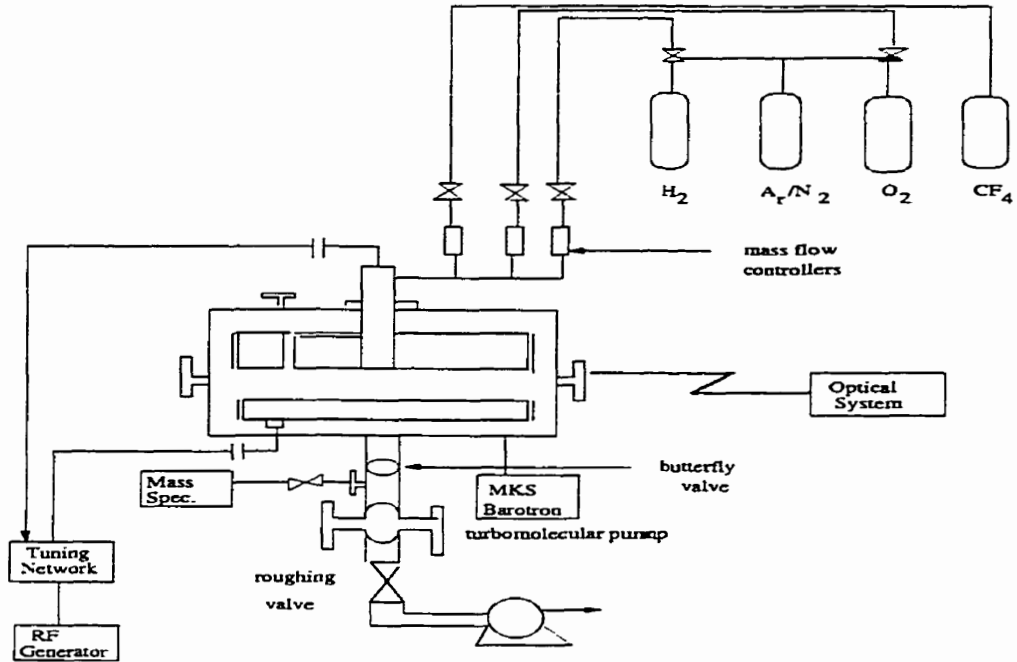 H2
Ar/N2
O2
CF4
mass flow
controllers
Optical
System
butterfly
valve
Mass
Spec.
MKS
Barotron
turbomolecular pump
Tuning
Network
roughing
valve
RF
Generator